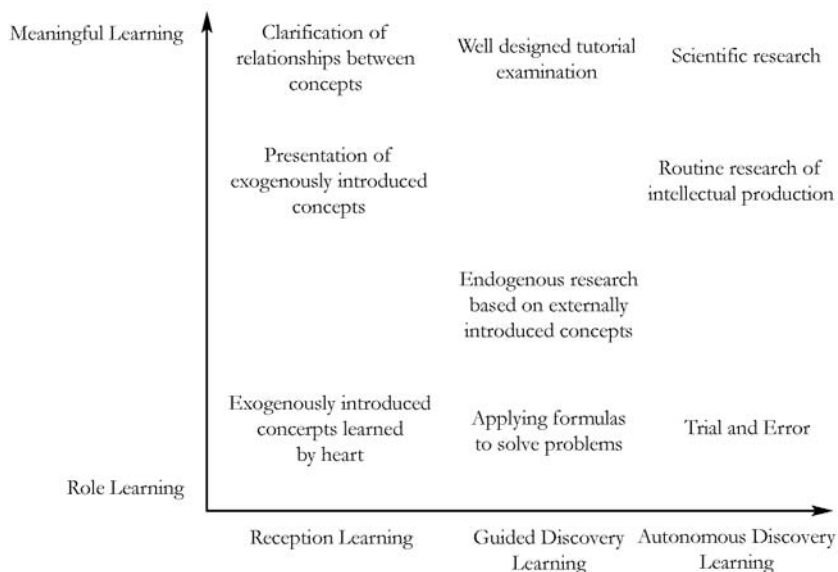 Meaningful Learning
Clarification of
relationships between
concepts
Well designed tutorial
examination
Scientific research
Presentation of
exogenously introduced
concepts
Routine research of
intellectual production
Endogenous research
based on externally
introduced concepts
Exogenously introduced
concerpts learned
by heart
Applying formulas
to solve problems
Trial and Error
Role Learning
Reception Learning
Guided Discovery
Learning
Autonomous Discovery
Learning